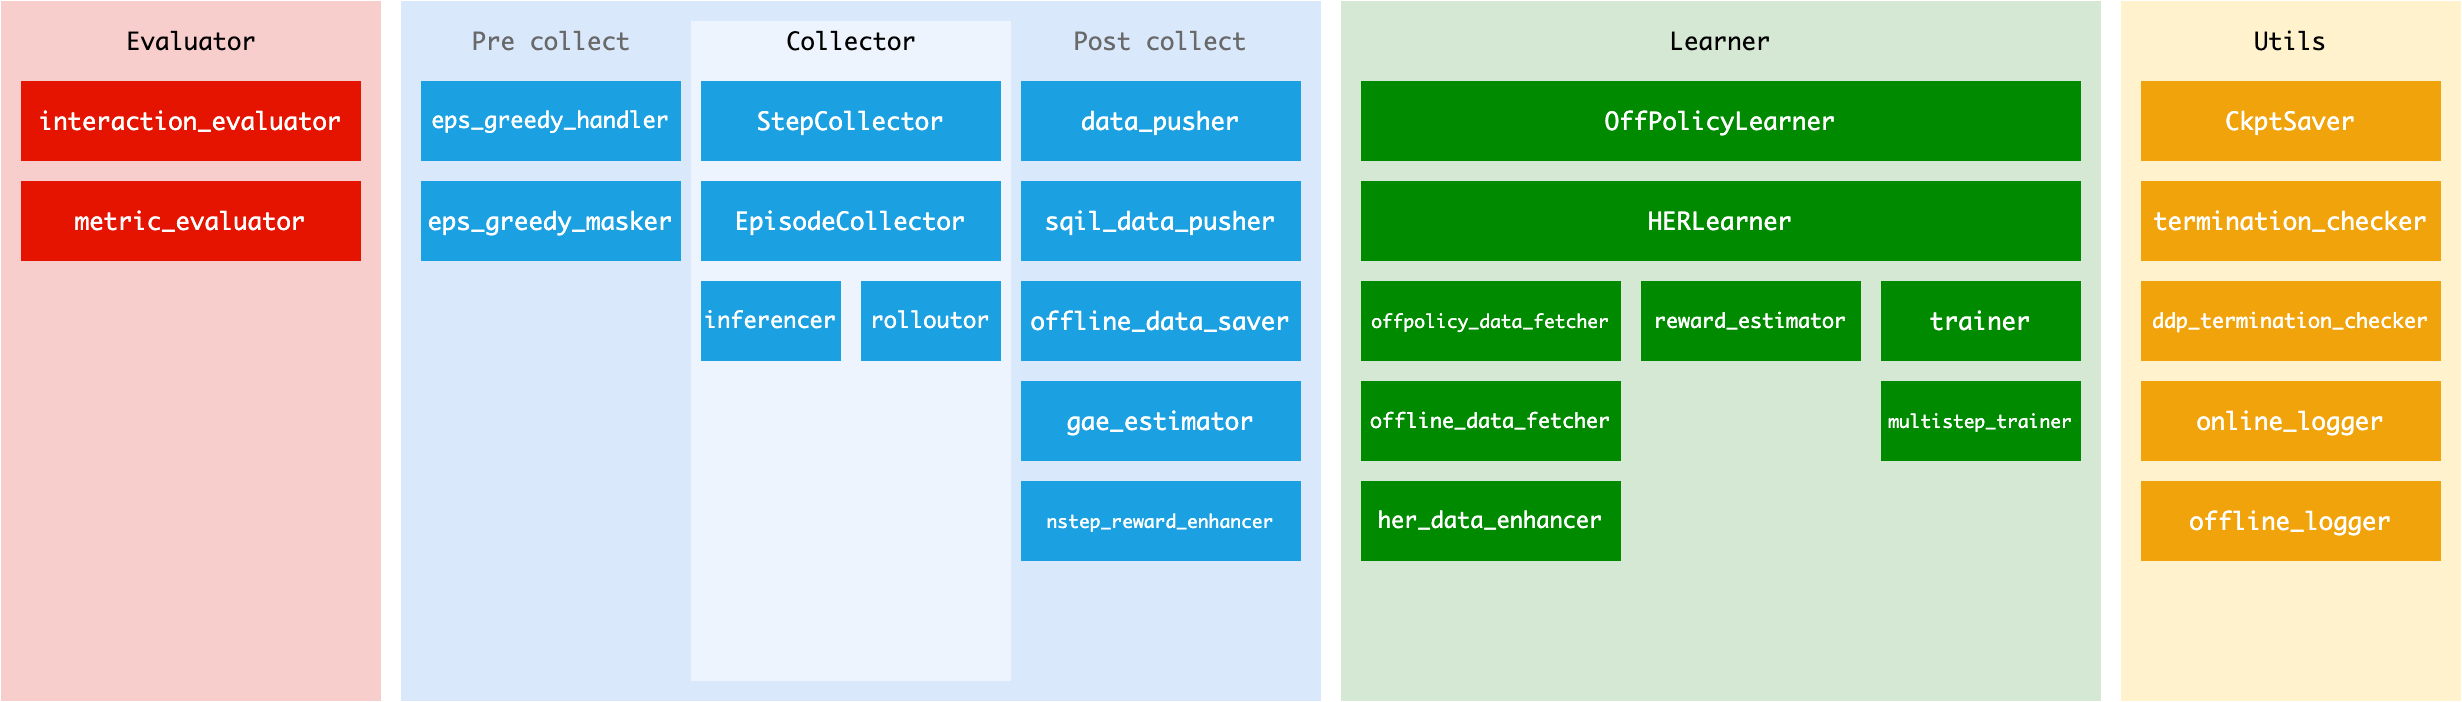 Evaluator
interaction_evaluator
metric_evaluator
Pre collect
eps_greedy_handler
eps_greedy_masker
Collector
StepCollector
EpisodeCollector
inferencer
rolloutor
Post collect
data_pusher
sqil_data_pusher
offline_data_saver
gae_estimator
nstep_reward_enhancer
Learner
OffPolicyLearner
HERLearner
offpolicy_data_fetcher
reward_estimator
trainer
offline_data_fetcher
multistep_trainer
her_data_enhancer
Utils
CkptSaver
termination_checker
ddp_termination_checker
online_logger
offline_logger